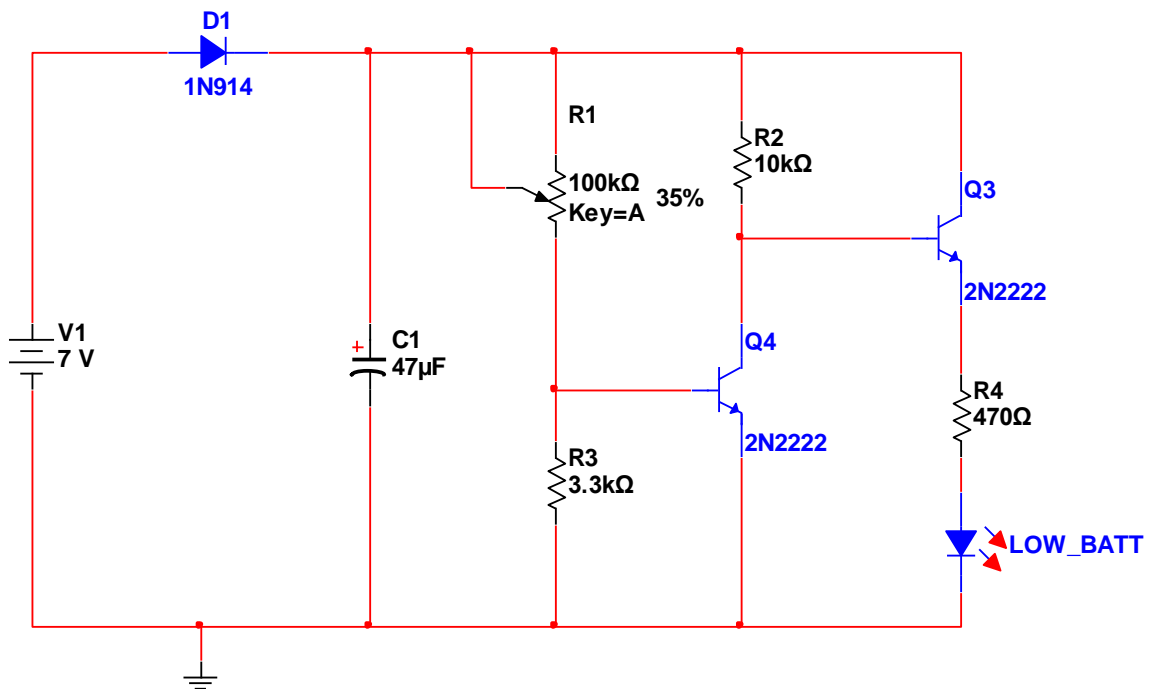 D1
1N914
R1
100kΩ
Key=A
35%
R2
10kΩ
Q3
2N2222
V1
7 V
+
C1
47µF
Q4
2N2222
R4
470Ω
R3
3.3kΩ
LOW_BATT